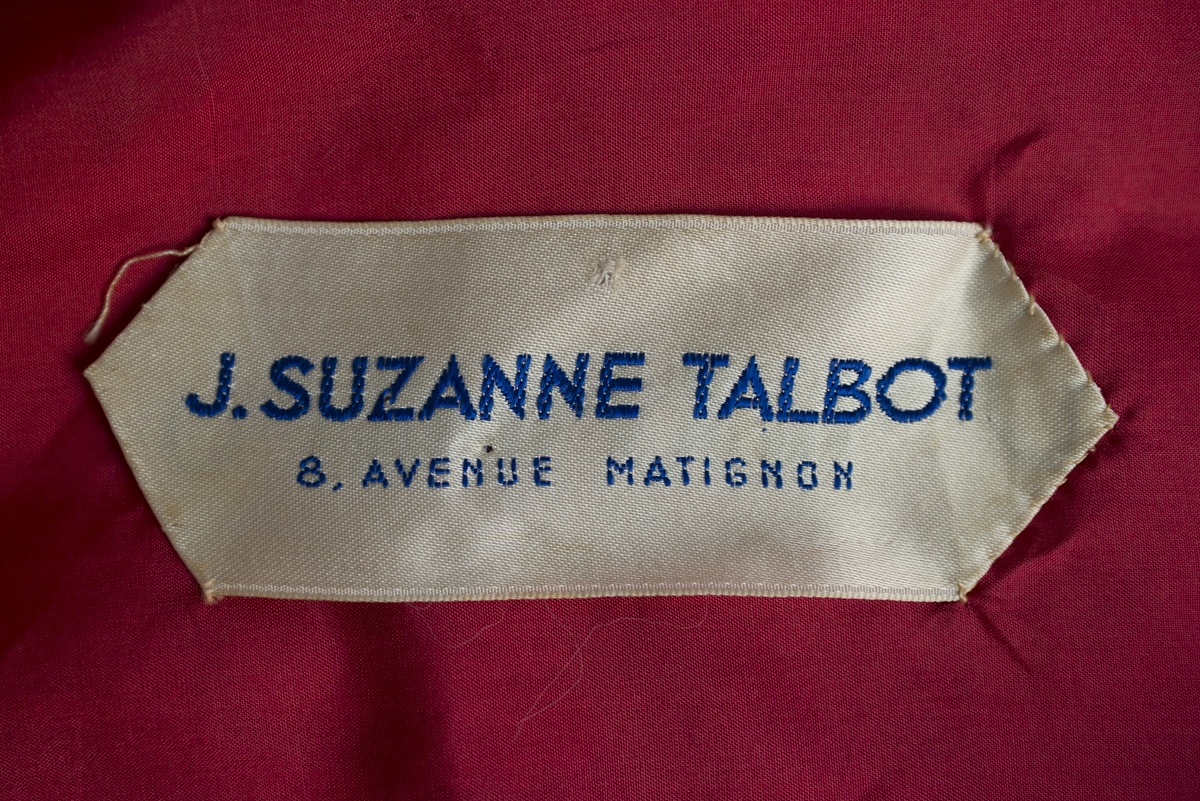 J. SUZANNE TALBOT
8, AVENUE MATIGNON